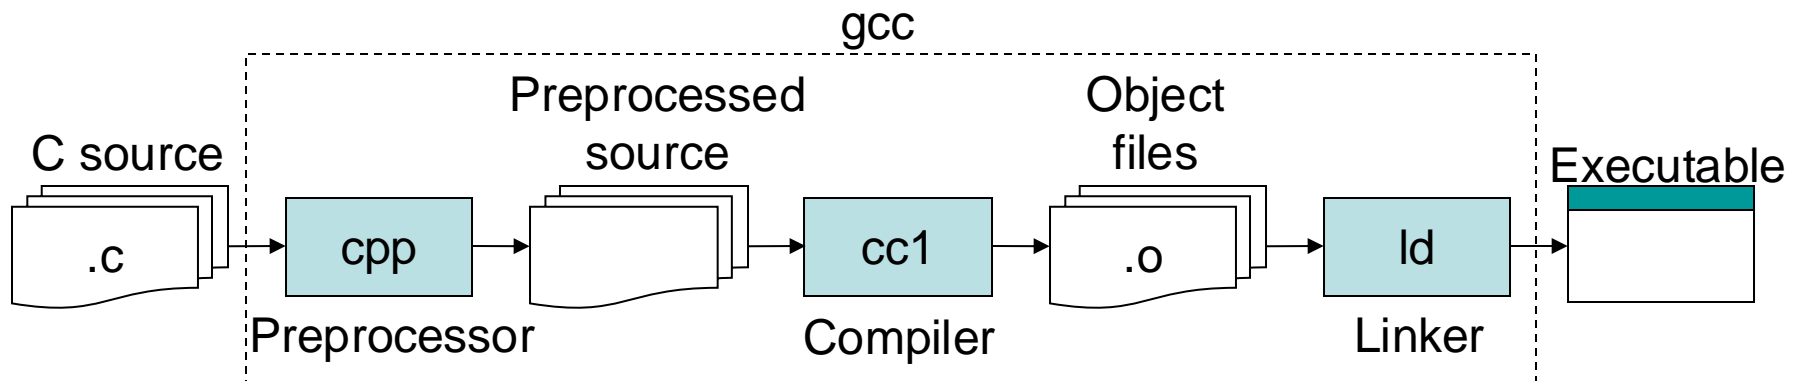 gcc
Preprocessed
source
Object
files
C source
Executable
.c
cpp
cc1
.o
ld
Preprocessor
Compiler
Linker